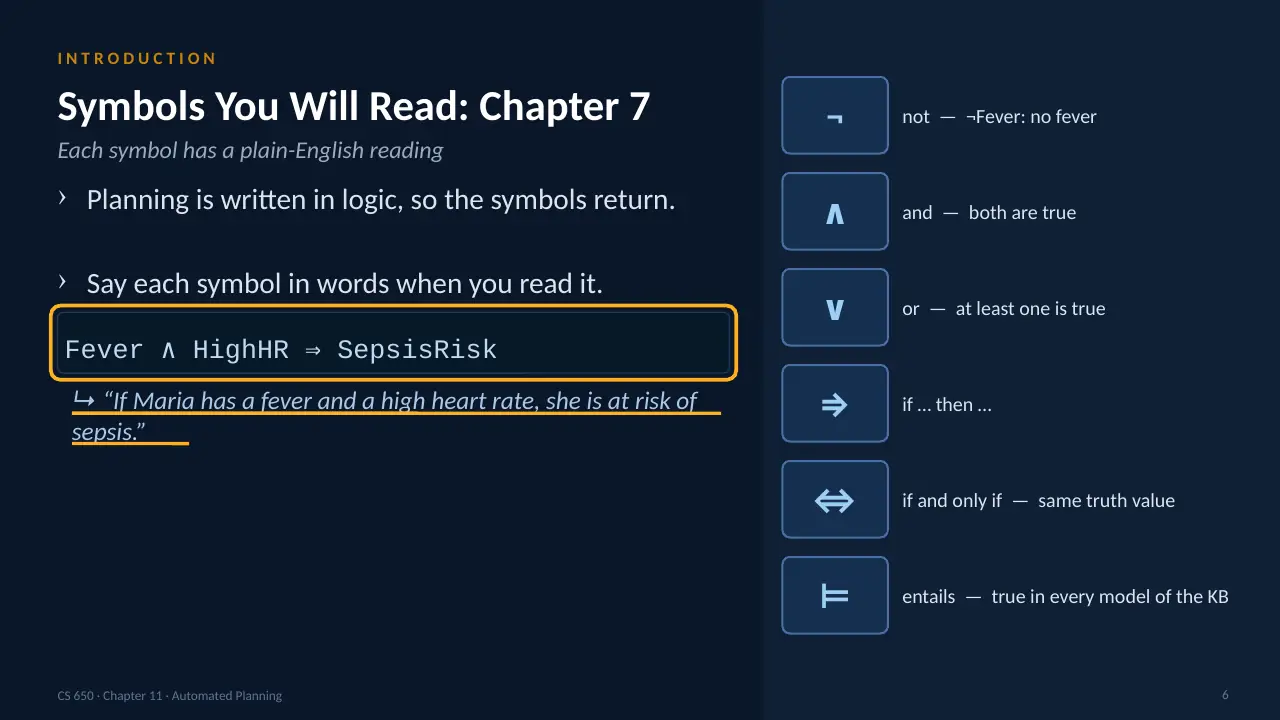 INTRODUCTION
Symbols You Will Read: Chapter 7
Each symbol has a plain-English reading
› Planning is written in logic, so the symbols return.
› Say each symbol in words when you read it.
Fever ∧ HighHR ⇒ SepsisRisk
↪ “If Maria has a fever and a high heart rate, she is at risk of
sepsis.”
¬ not — ¬Fever: no fever
∧ and — both are true
∨ or — at least one is true
⇒ if … then …
⇔ if and only if — same truth value
⊨ entails — true in every model of the KB
CS 650 · Chapter 11 · Automated Planning
6